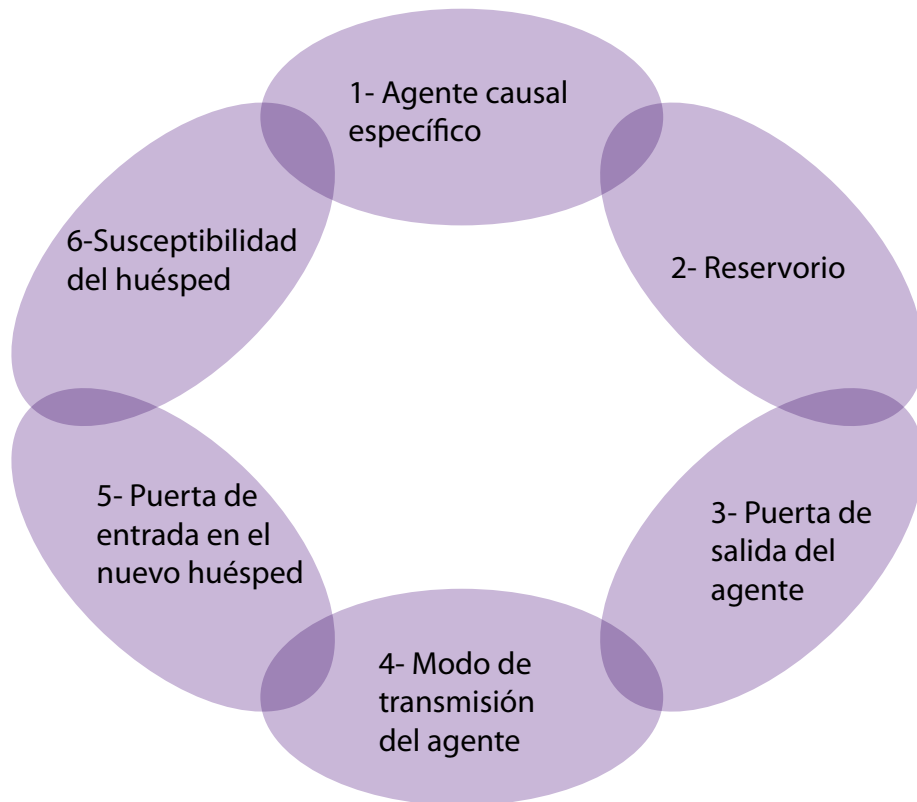 1- Agente causal
específico
2- Reservorio
3- Puerta de
salida del
agente
4- Modo de
transmisión
del agente
5- Puerta de
entrada en el
nuevo huésped
6-Susceptibilidad
del huésped